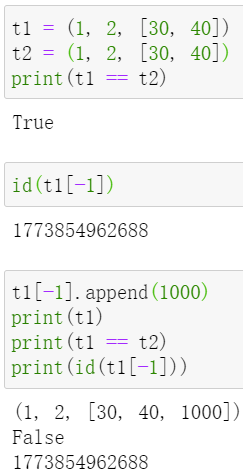 t1 = (1, 2, [30, 40])
t2 = (1, 2, [30, 40])
print(t1 == t2)
True
id(t1[-1])
1773854962688
t1[-1].append(1000)
print(t1)
print(t1 == t2)
print(id(t1[-1]))
(1, 2, [30, 40, 1000])
False
1773854962688